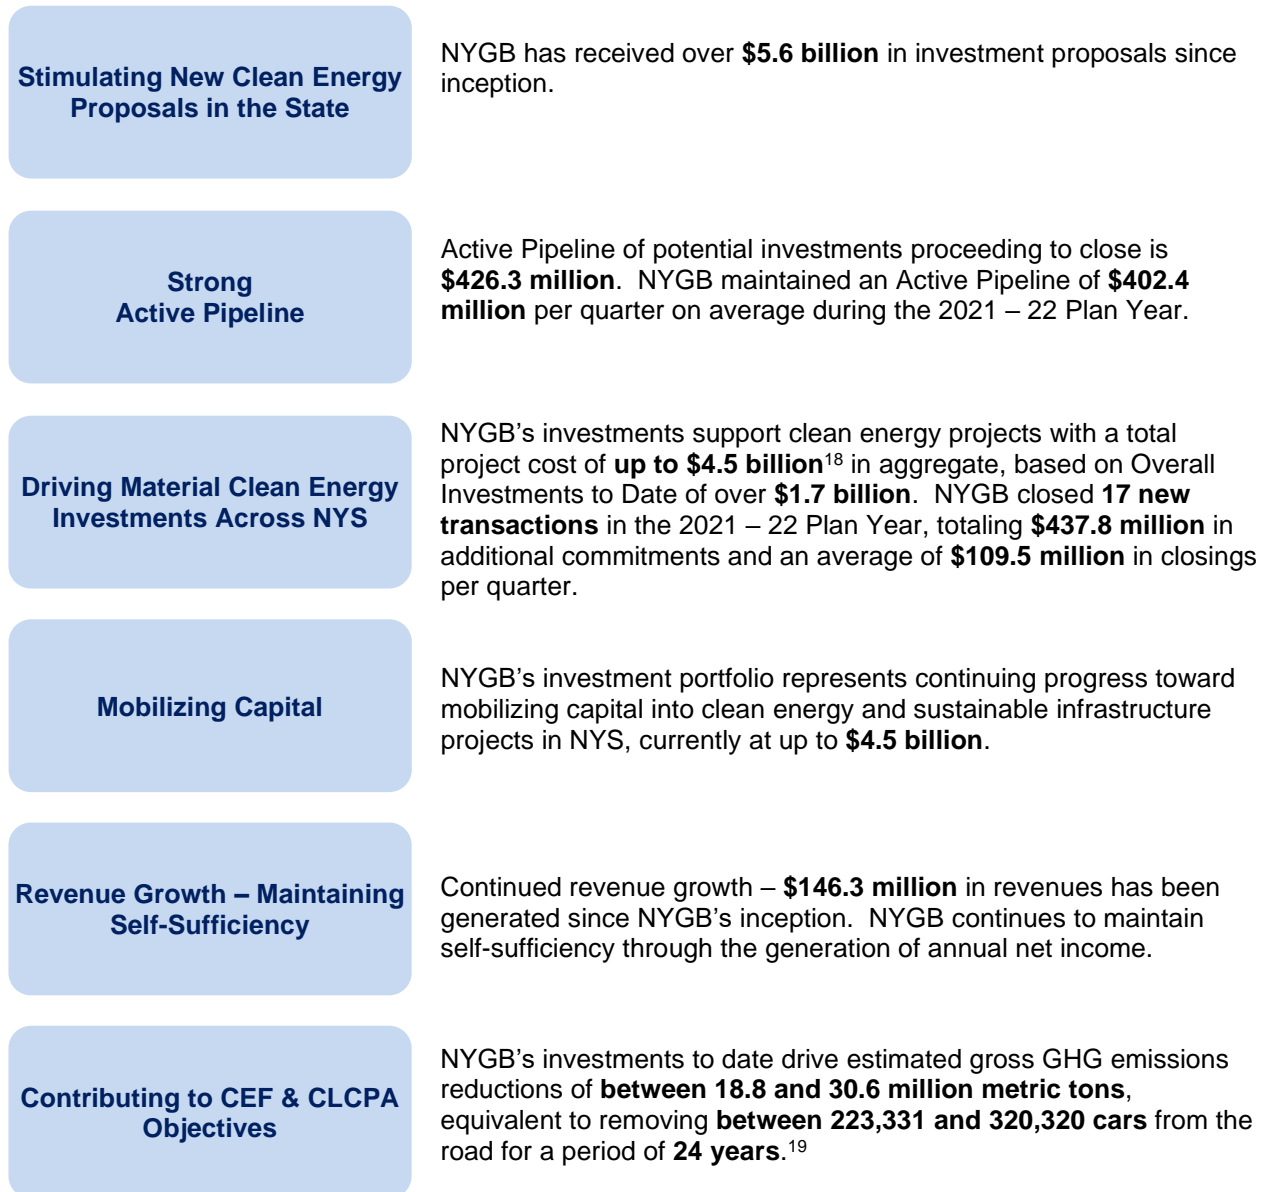 Stimulating New Clean Energy
Proposals in the State
NYGB has received over $5.6 billion in investment proposals since
inception.
Strong
Active Pipeline
Active Pipeline of potential investments proceeding to close is
$426.3 million.  NYGB maintained an Active Pipeline of $402.4
million per quarter on average during the 2021 – 22 Plan Year.
Driving Material Clean Energy
Investments Across NYS
NYGB’s investments support clean energy projects with a total
project cost of up to $4.5 billion18 in aggregate, based on Overall
Investments to Date of over $1.7 billion.  NYGB closed 17 new
transactions in the 2021 – 22 Plan Year, totaling $437.8 million in
additional commitments and an average of $109.5 million in closings
per quarter.
Mobilizing Capital
NYGB’s investment portfolio represents continuing progress toward
mobilizing capital into clean energy and sustainable infrastructure
projects in NYS, currently at up to $4.5 billion.
Revenue Growth – Maintaining
Self-Sufficiency
Continued revenue growth – $146.3 million in revenues has been
generated since NYGB’s inception.  NYGB continues to maintain
self-sufficiency through the generation of annual net income.
Contributing to CEF & CLCPA
Objectives
NYGB’s investments to date drive estimated gross GHG emissions
reductions of between 18.8 and 30.6 million metric tons,
equivalent to removing between 223,331 and 320,320 cars from the
road for a period of 24 years.19